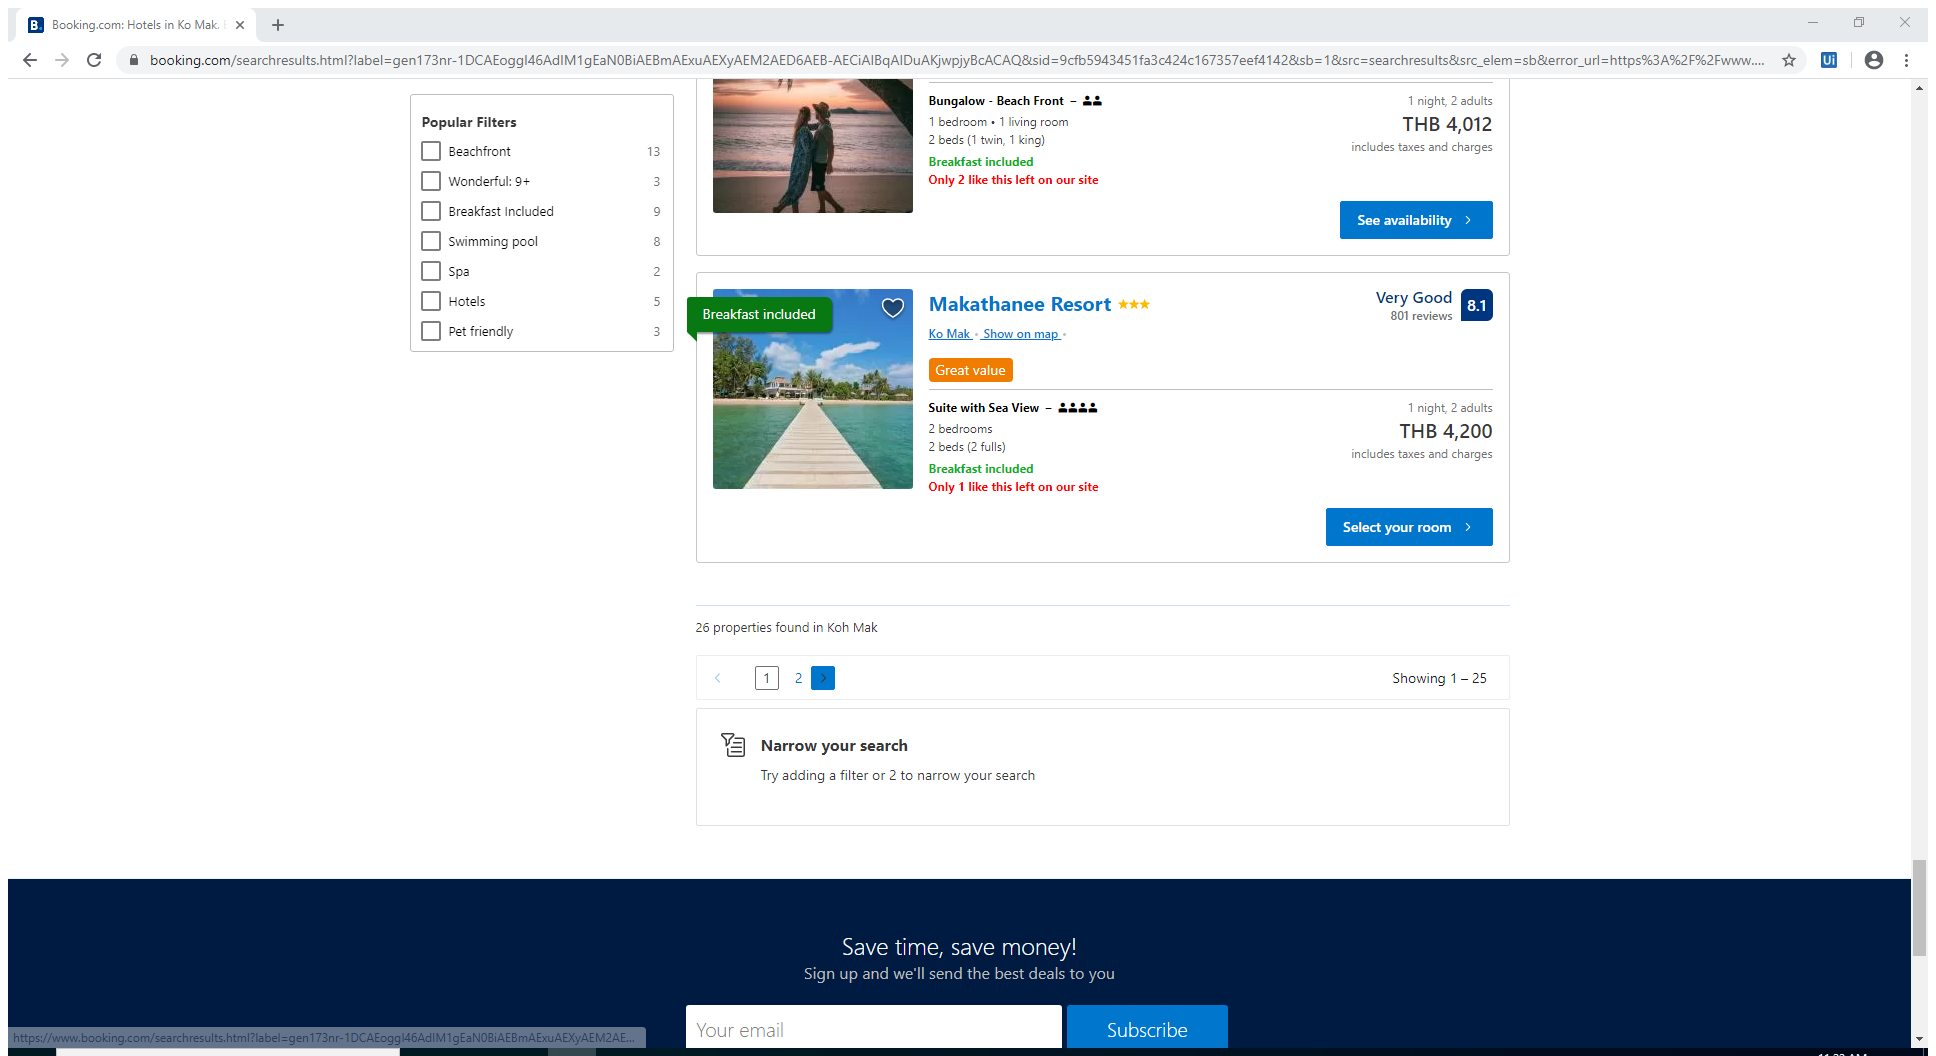 Booking.com: Hotels in Ko Mak.
booking.com/searchresults.html?label=gen173nr-1DCAEoggI46AdIM1gEaN0BiAEBmAExuAEXyAEM2AED6AEB-AECiAIBqAIDuAKjwpjyBcACAQ&sid=9cfb5943451fa3c424c167357eef4142&sb=1&src=searchresults&src_elem=sb&error_url=https%3A%2F%2Fwww....
Popular Filters
Beachfront 13
Wonderful: 9+ 3
Breakfast Included 9
Swimming pool 8
Spa 2
Hotels 5
Pet friendly 3
Bungalow - Beach Front –
1 bedroom • 1 living room
2 beds (1 twin, 1 king)
Breakfast included
Only 2 like this left on our site
1 night, 2 adults
THB 4,012
includes taxes and charges
See availability
Breakfast included
Makathanee Resort
Ko Mak · Show on map ·
Great value
Very Good 8.1
801 reviews
Suite with Sea View –
2 bedrooms
2 beds (2 fulls)
Breakfast included
Only 1 like this left on our site
1 night, 2 adults
THB 4,200
includes taxes and charges
Select your room
26 properties found in Koh Mak
1 2
Showing 1 – 25
Narrow your search
Try adding a filter or 2 to narrow your search
Save time, save money!
Sign up and we'll send the best deals to you
Your email
Subscribe
https://www.booking.com/searchresults.html?label=gen173nr-1DCAEoggI46AdIM1gEaN0BiAEBmAExuAEXyAEM2AE...